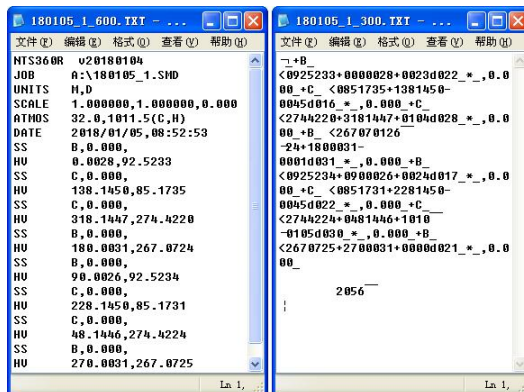 180105_1_600.TXT - ...
文件(F) 编辑(E) 格式(O) 查看(V) 帮助(H)
NTS360R v20180104
JOB A:\180105_1.SMD
UNITS M,D
SCALE 1.000000,1.000000,0.000
ATMOS 32.0,1011.5(C,H)
DATE 2018/01/05,08:52:53
SS B,0.000,
HV 0.0028,92.5233
SS C,0.000,
HV 138.1450,85.1735
SS C,0.000,
HV 318.1447,274.4220
SS B,0.000,
HV 180.0031,267.0724
SS B,0.000,
HV 90.0026,92.5234
SS C,0.000,
HV 228.1450,85.1731
SS C,0.000,
HV 48.1446,274.4224
SS B,0.000,
HV 270.0031,267.0725
Ln 1,
180105_1_300.TXT - ...
文件(F) 编辑(E) 格式(O) 查看(V) 帮助(H)
¬+B_
<0925233+0000028+0023d022_*_,0.0
00_+C_ <0851735+1381450-
0045d016_*_,0.000_+C_
<2744220+3181447+0104d028_*_,0.0
00_+B_ <267070126
-24+1800031-
0001d031_*_,0.000_+B_
<0925234+0900026+0024d017_*_,0.0
00_+C_ <0851731+2281450-
0045d022_*_,0.000_+C_
<2744224+0481446+1010
-0105d030_*_,0.000_+B_
<2670725+2700031+0000d021_*_,0.0
00_
2056
¦
Ln 1,